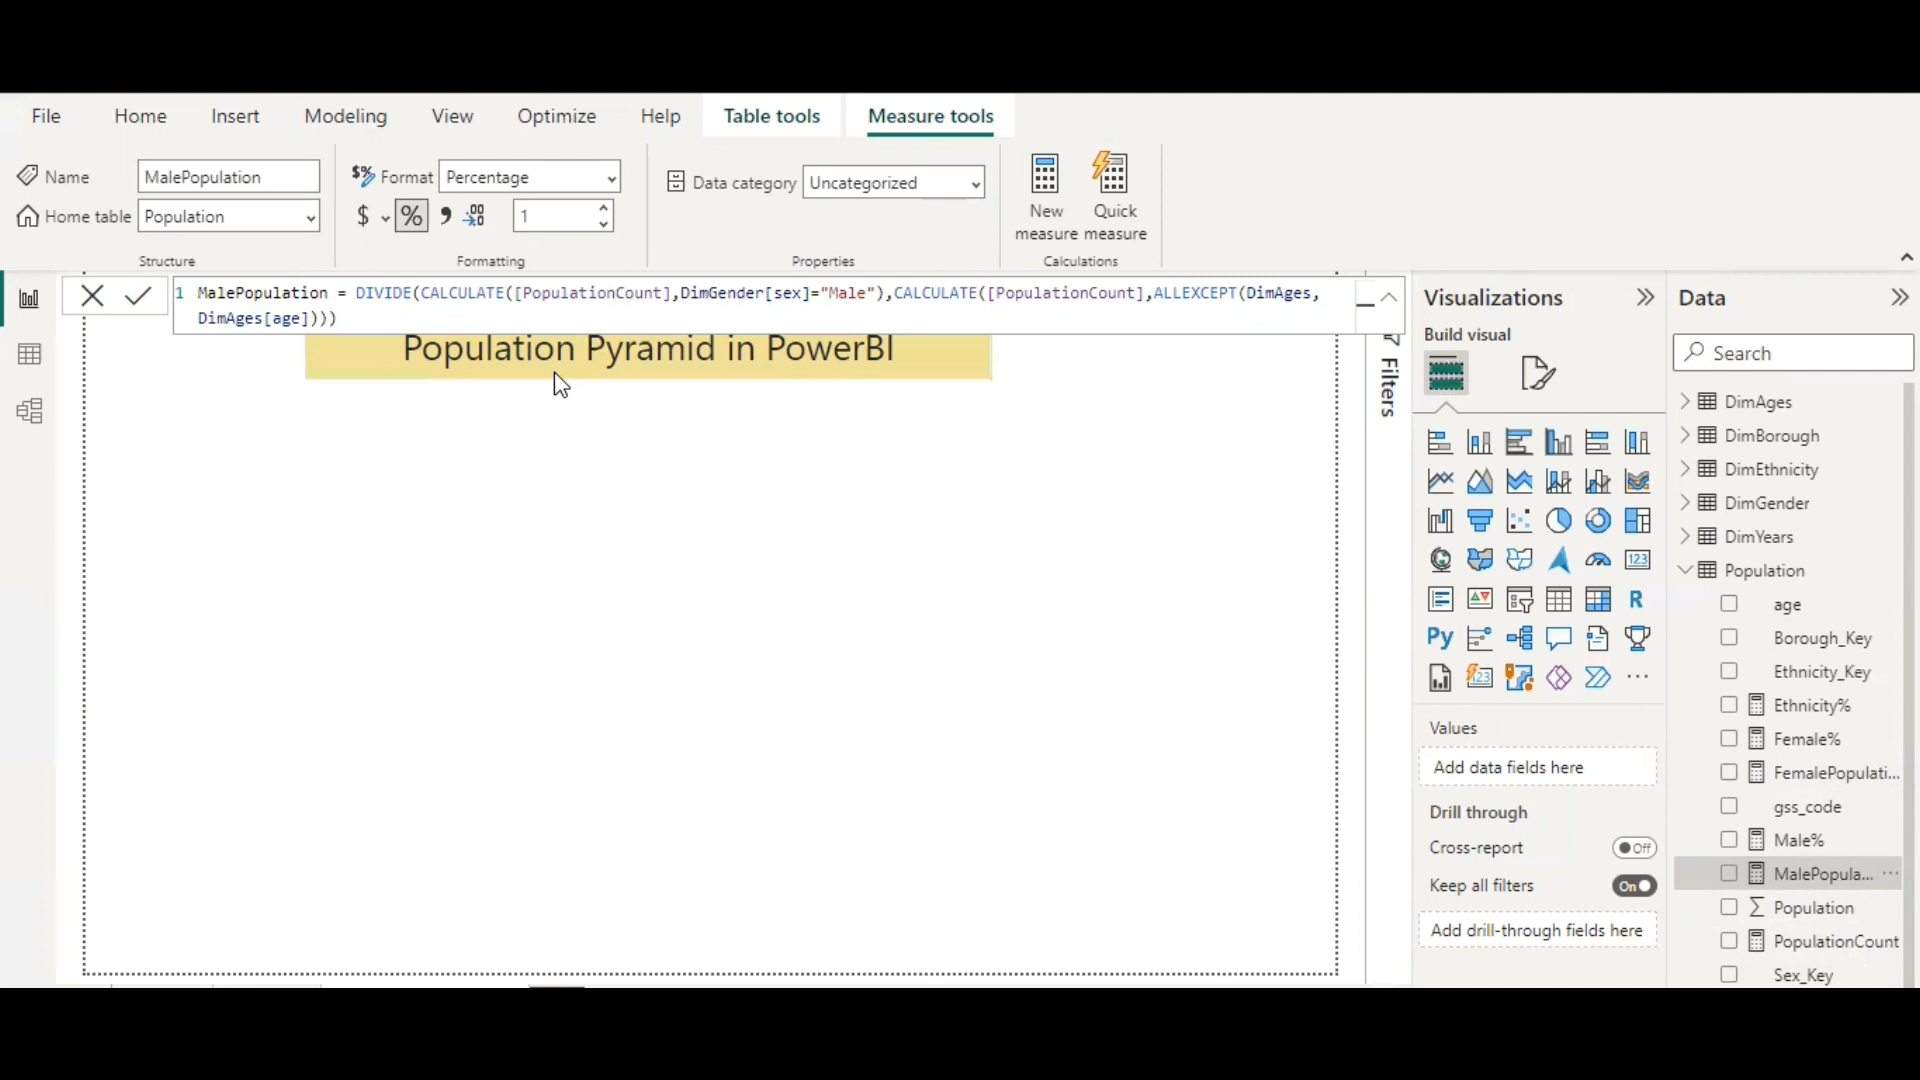 File Home Insert Modeling View Optimize Help Table tools Measure tools
Name MalePopulation
Home table Population
Structure
Format Percentage
$ % 1
Formatting
Data category Uncategorized
Properties
New measure
Quick measure
Calculations
1 MalePopulation = DIVIDE(CALCULATE([PopulationCount],DimGender[sex]="Male"),CALCULATE([PopulationCount],ALLEXCEPT(DimAges,
DimAges[age])))
Population Pyramid in PowerBI
Filters
Visualizations
Build visual
123
R
Py
123
Values
Add data fields here
Drill through
Cross-report Off
Keep all filters On
Add drill-through fields here
Data
Search
DimAges
DimBorough
DimEthnicity
DimGender
DimYears
Population
age
Borough_Key
Ethnicity_Key
Ethnicity%
Female%
FemalePopulati...
gss_code
Male%
MalePopula... ...
Population
PopulationCount
Sex_Key